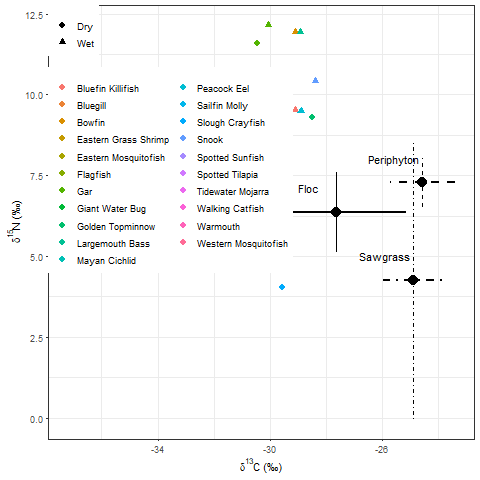 12.5
10.0
7.5
5.0
2.5
0.0
δ¹⁵N (‰)
Dry
Wet
Bluefin Killifish
Bluegill
Bowfin
Eastern Grass Shrimp
Eastern Mosquitofish
Flagfish
Gar
Giant Water Bug
Golden Topminnow
Largemouth Bass
Mayan Cichlid
Peacock Eel
Sailfin Molly
Slough Crayfish
Snook
Spotted Sunfish
Spotted Tilapia
Tidewater Mojarra
Walking Catfish
Warmouth
Western Mosquitofish
Periphyton
Floc
Sawgrass
-34
-30
-26
δ¹³C (‰)